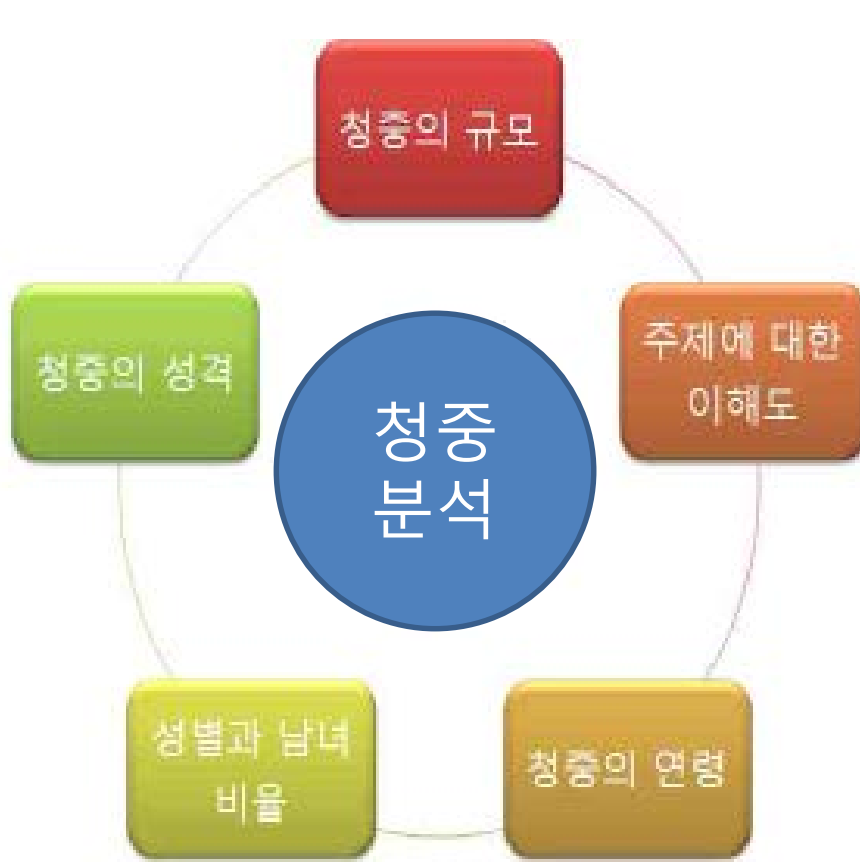 청중의 규모
주제에 대한
이해도
청중의 연령
성별과 남녀
비율
청중의 성격
청중
분석